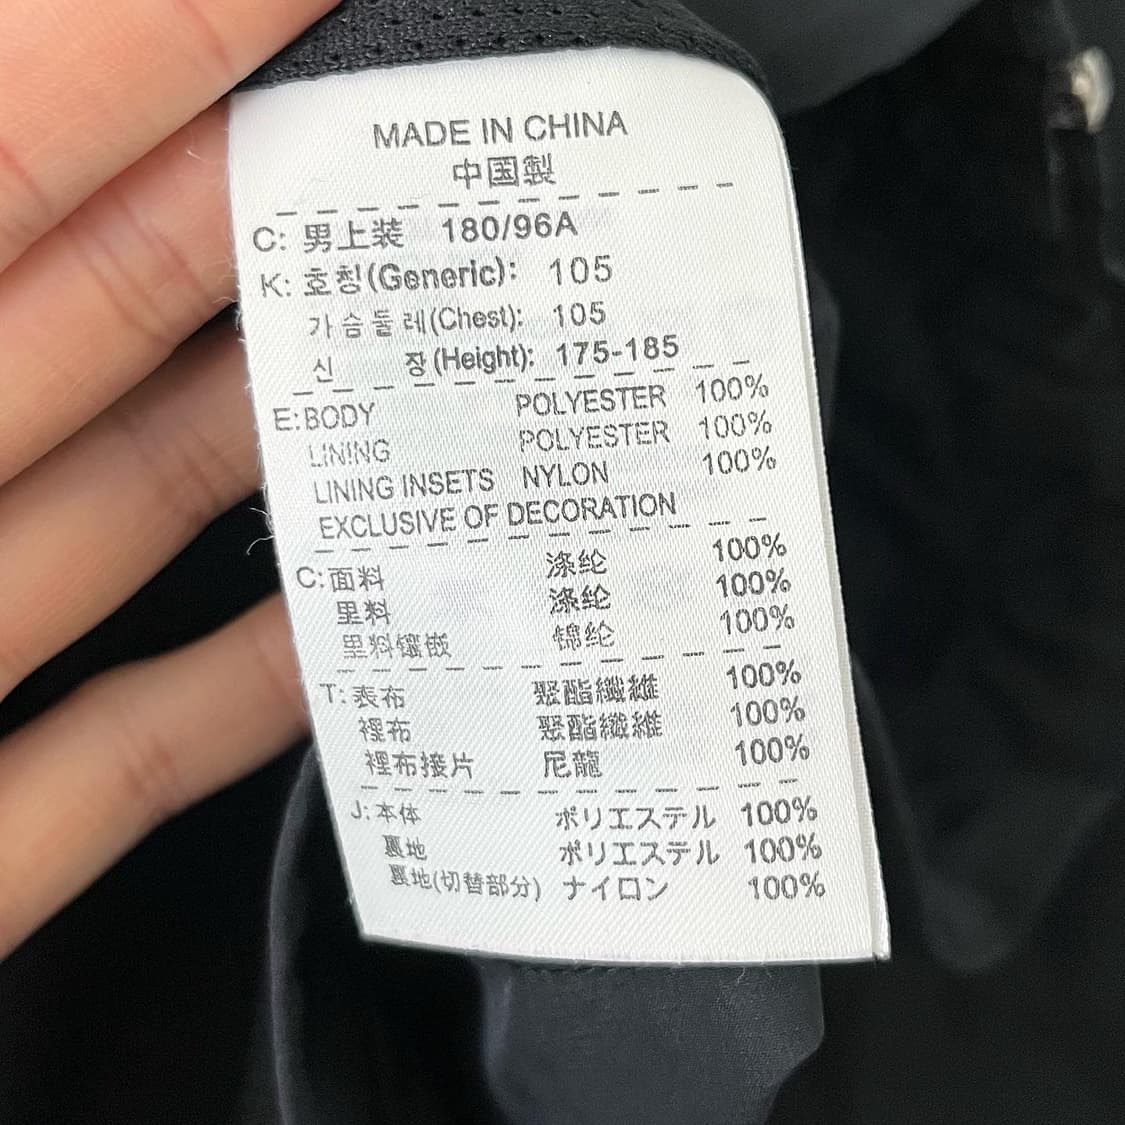 MADE IN CHINA
中国製
C: 男上装 180/96A
K: 호칭(Generic): 105
가슴둘레(Chest): 105
신 장(Height): 175-185
E: BODY POLYESTER 100%
LINING POLYESTER 100%
LINING INSETS NYLON 100%
EXCLUSIVE OF DECORATION
C: 面料 涤纶 100%
里料 涤纶 100%
里料镶嵌 锦纶 100%
T: 表布 聚酯纖維 100%
裡布 聚酯纖維 100%
裡布接片 尼龍 100%
J: 本体 ポリエステル 100%
裏地 ポリエステル 100%
裏地(切替部分) ナイロン 100%